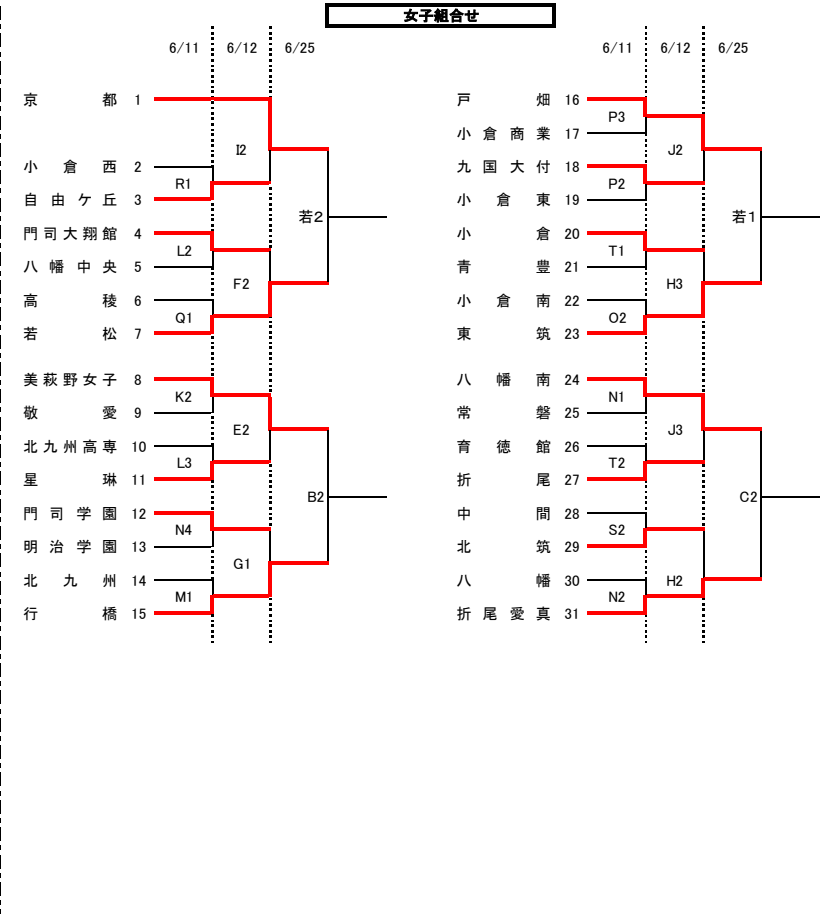 女子組合せ
6/11 6/12 6/25
京都 1
I2
小倉西 2
R1
自由ケ丘 3
若2
門司大翔館 4
L2
八幡中央 5
F2
高稜 6
Q1
若松 7
美萩野女子 8
K2
敬愛 9
E2
北九州高専 10
L3
星琳 11
B2
門司学園 12
N4
明治学園 13
G1
北九州 14
M1
行橋 15
6/11 6/12 6/25
戸畑 16
P3
小倉商業 17
J2
九国大付 18
P2
小倉東 19
若1
小倉 20
T1
青豊 21
H3
小倉南 22
O2
東筑 23
八幡南 24
N1
常磐 25
J3
育徳館 26
T2
折尾 27
C2
中間 28
S2
北筑 29
H2
八幡 30
N2
折尾愛真 31